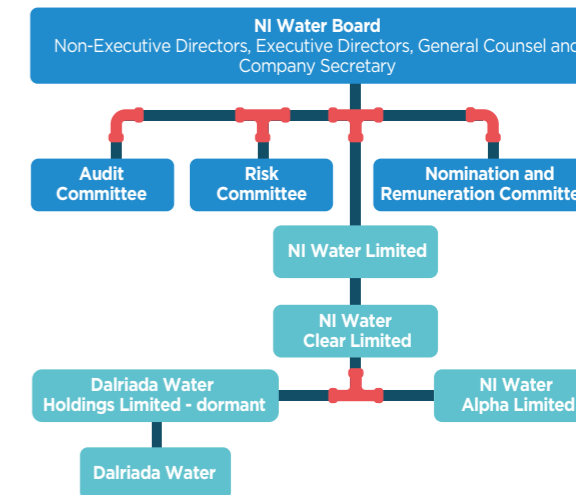 NI Water Board
Non-Executive Directors, Executive Directors, General Counsel and
Company Secretary
Audit
Committee
Risk
Committee
Nomination and
Remuneration
NI Water Limited
NI Water
Clear Limited
Dalriada Water
Holdings Limited - dormant
NI Water
Alpha Limited
Dalriada Water